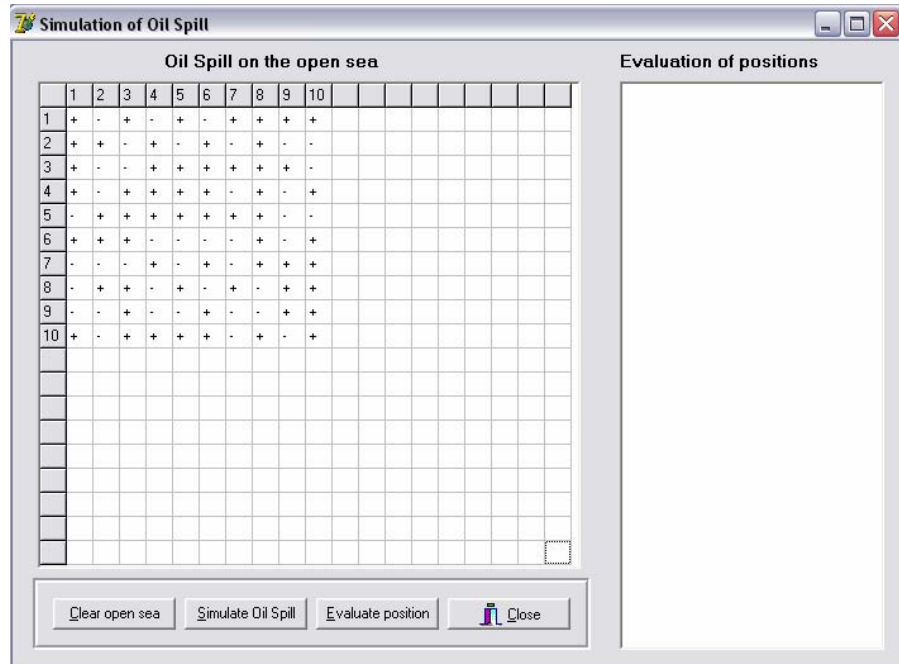 Simulation of Oil Spill
Oil Spill on the open sea
Evaluation of positions
1 2 3 4 5 6 7 8 9 10
1 + - + - + - + + + +
2 + + - + - + - + - -
3 + - - + + + + + + -
4 + - + + + + - + - +
5 - + + + + + + + - -
6 + + + - - - - + - +
7 - - - + - + - + + +
8 - + + - + - + - + +
9 - - + - - + - - + +
10 + - + + + + - + - +
Clear open sea Simulate Oil Spill Evaluate position Close